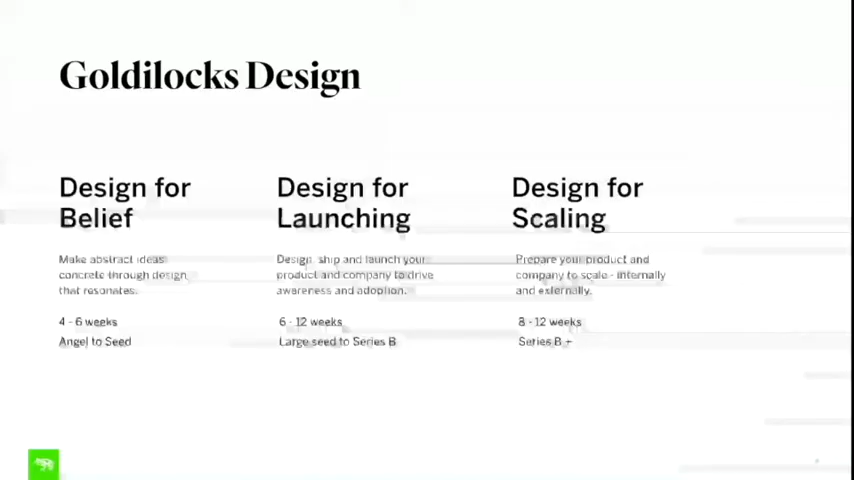 Goldilocks Design
Design for
Belief
Make abstract ideas
concrete through design
that resonates.
4 - 6 weeks
Angel to Seed
Design for
Launching
Design, ship and launch your
product and company to drive
awareness and adoption.
6 - 12 weeks
Large seed to Series B
Design for
Scaling
Prepare your product and
company to scale - internally
and externally.
8 - 12 weeks
Series B +